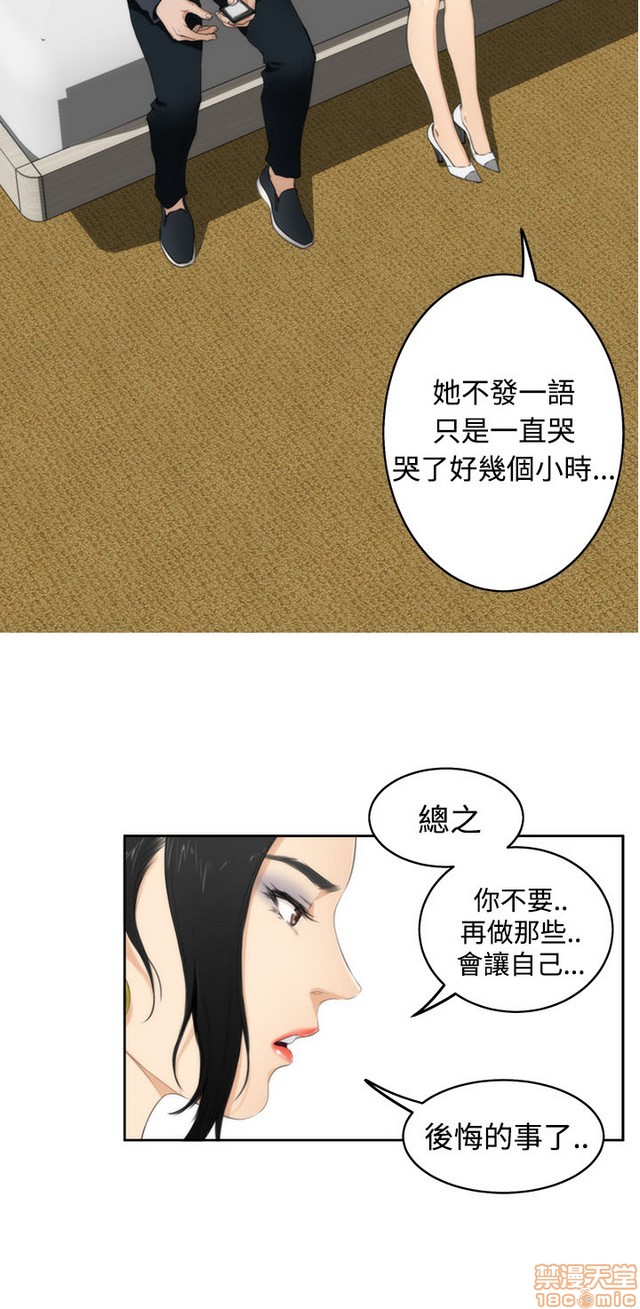 她不發一語
只是一直哭
哭了好幾個小時...
總之
你不要..
再做那些..
會讓自己...
後悔的事了..
禁漫天堂
18comic